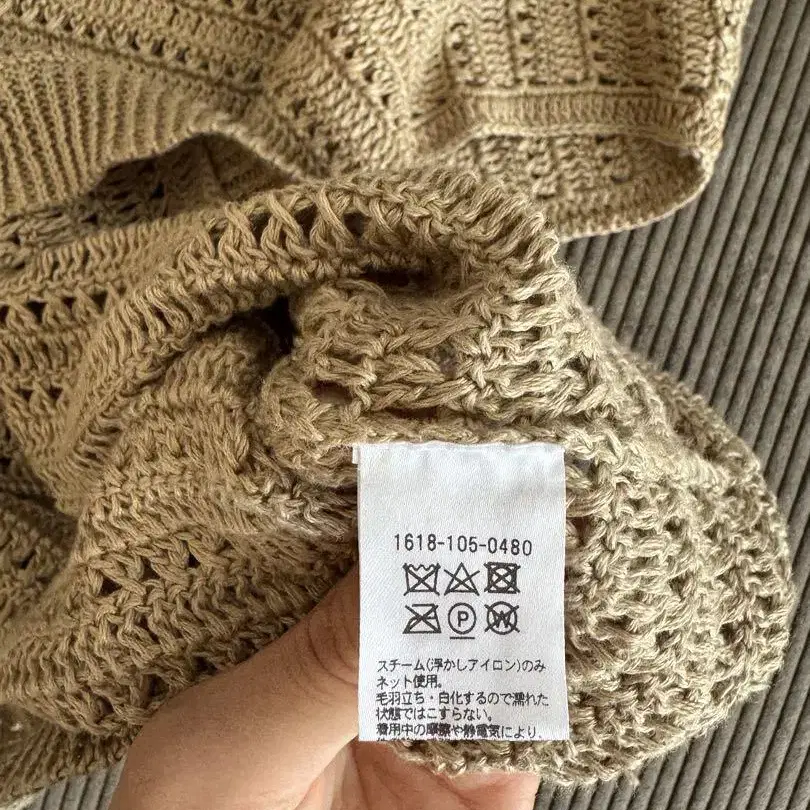 1618-105-0480
P W
スチーム(浮かしアイロン)のみ
ネット使用。
毛羽立ち・白化するので濡れた
状態ではこすらない。
着用中の摩擦や静電気により、